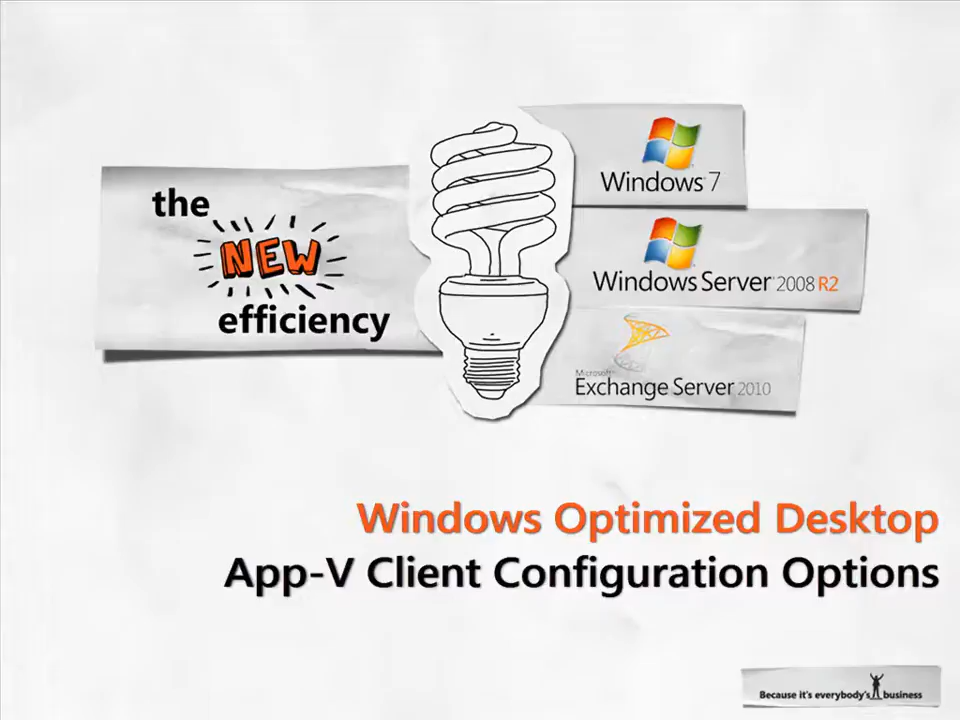 the
NEW
efficiency
Windows 7
Windows Server 2008 R2
Microsoft
Exchange Server 2010
Windows Optimized Desktop
App-V Client Configuration Options
Because it's everybody's business